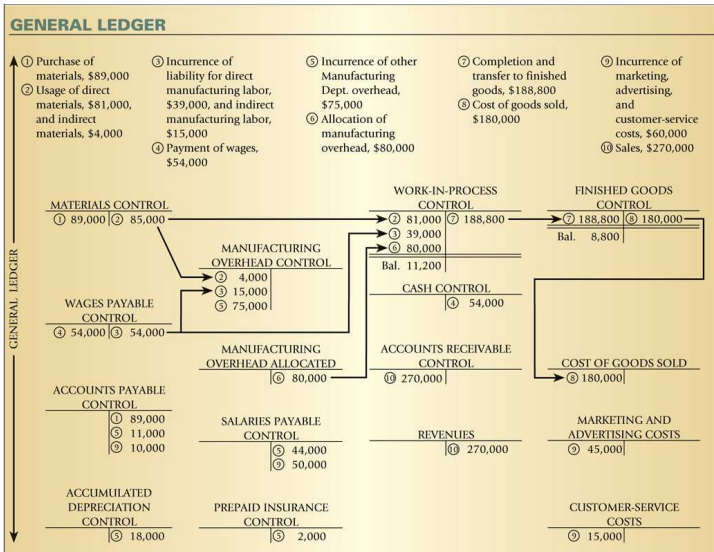 GENERAL LEDGER
① Purchase of
materials, $89,000
② Usage of direct
materials, $81,000,
and indirect
materials, $4,000
③ Incurrence of
liability for direct
manufacturing labor,
$39,000, and indirect
manufacturing labor,
$15,000
④ Payment of wages,
$54,000
⑤ Incurrence of other
Manufacturing
Dept. overhead,
$75,000
⑥ Allocation of
manufacturing
overhead, $80,000
⑦ Completion and
transfer to finished
goods, $188,800
⑧ Cost of goods sold,
$180,000
⑨ Incurrence of
marketing,
advertising,
and
customer-service
costs, $60,000
⑩ Sales, $270,000
GENERAL LEDGER
MATERIALS CONTROL
① 89,000 ② 85,000
MANUFACTURING
OVERHEAD CONTROL
② 4,000
③ 15,000
⑤ 75,000
WORK-IN-PROCESS
CONTROL
② 81,000 ⑦ 188,800
③ 39,000
⑥ 80,000
Bal. 11,200
FINISHED GOODS
CONTROL
⑦ 188,800 ⑧ 180,000
Bal. 8,800
WAGES PAYABLE
CONTROL
④ 54,000 ③ 54,000
CASH CONTROL
④ 54,000
MANUFACTURING
OVERHEAD ALLOCATED
⑥ 80,000
ACCOUNTS RECEIVABLE
CONTROL
⑩ 270,000
COST OF GOODS SOLD
⑧ 180,000
ACCOUNTS PAYABLE
CONTROL
① 89,000
⑤ 11,000
⑨ 10,000
SALARIES PAYABLE
CONTROL
⑤ 44,000
⑨ 50,000
REVENUES
⑩ 270,000
MARKETING AND
ADVERTISING COSTS
⑨ 45,000
ACCUMULATED
DEPRECIATION
CONTROL
⑤ 18,000
PREPAID INSURANCE
CONTROL
⑤ 2,000
CUSTOMER-SERVICE
COSTS
⑨ 15,000